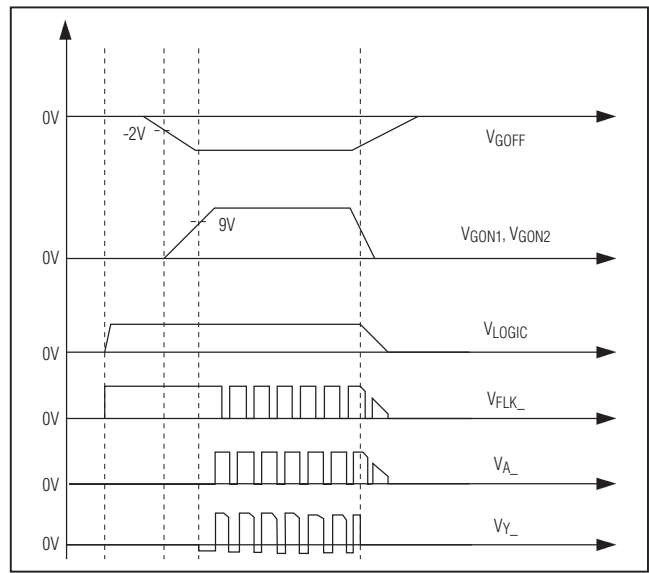 0V
-2V
VGOFF
9V
VGON1, VGON2
0V
VLOGIC
0V
VFLK_
0V
VA_
0V
VY_
0V